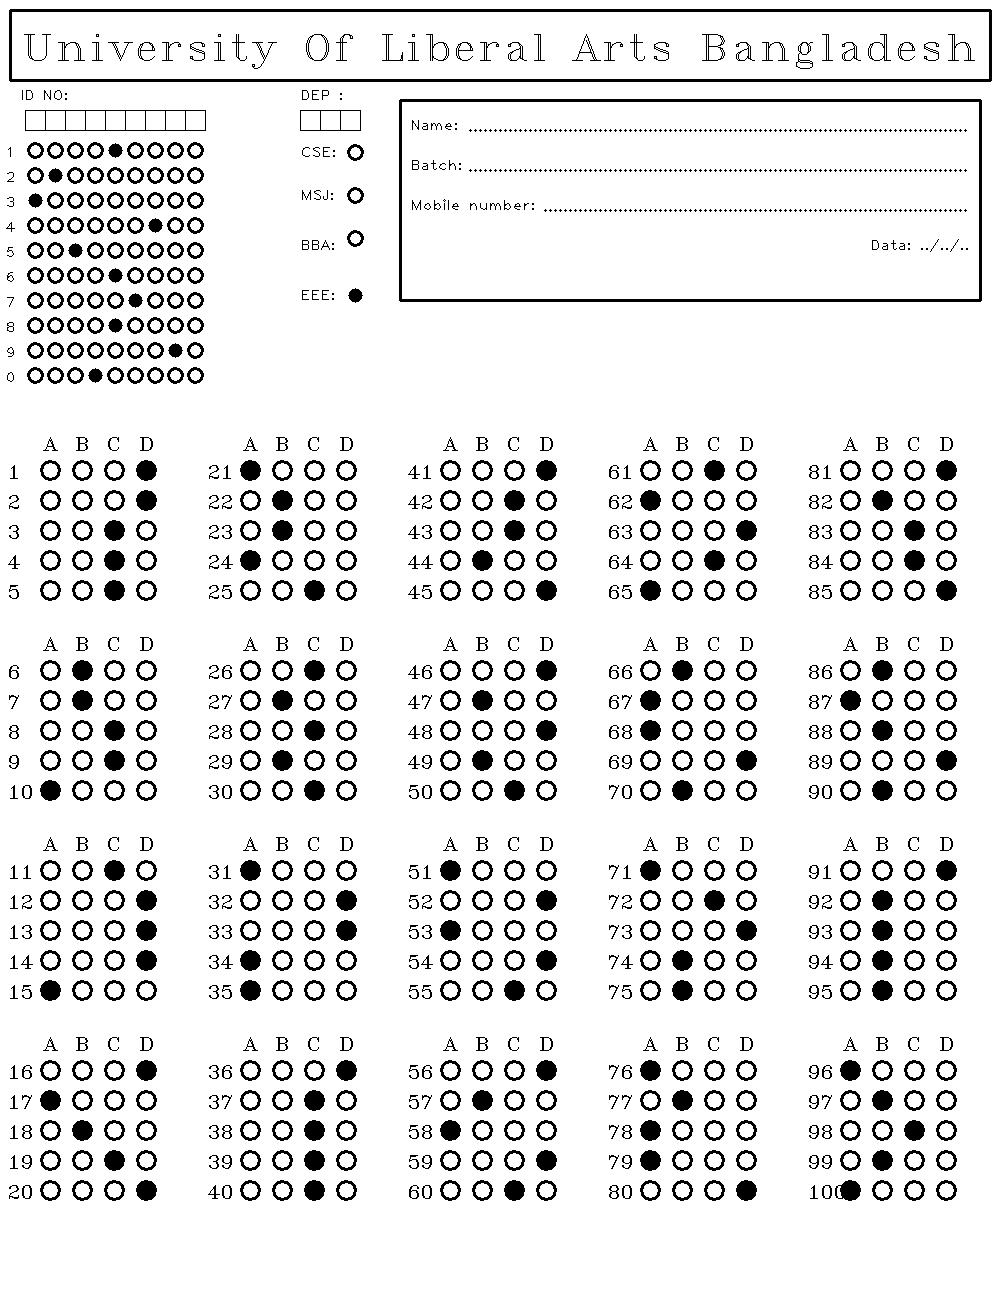 University Of Liberal Arts Bangladesh
ID NO:
DEP :
Name: ........................................
Batch: ........................................
Mobile number: ........................................
Data: ../../..
CSE:
MSJ:
BBA:
EEE:
1
2
3
4
5
6
7
8
9
0
A B C D A B C D A B C D A B C D A B C D
1 21 41 61 81
2 22 42 62 82
3 23 43 63 83
4 24 44 64 84
5 25 45 65 85
A B C D A B C D A B C D A B C D A B C D
6 26 46 66 86
7 27 47 67 87
8 28 48 68 88
9 29 49 69 89
10 30 50 70 90
A B C D A B C D A B C D A B C D A B C D
11 31 51 71 91
12 32 52 72 92
13 33 53 73 93
14 34 54 74 94
15 35 55 75 95
A B C D A B C D A B C D A B C D A B C D
16 36 56 76 96
17 37 57 77 97
18 38 58 78 98
19 39 59 79 99
20 40 60 80 100